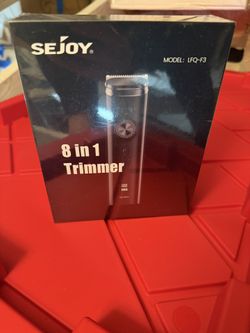 SEJOY®
MODEL: LFQ-F3
8 in 1
Trimmer